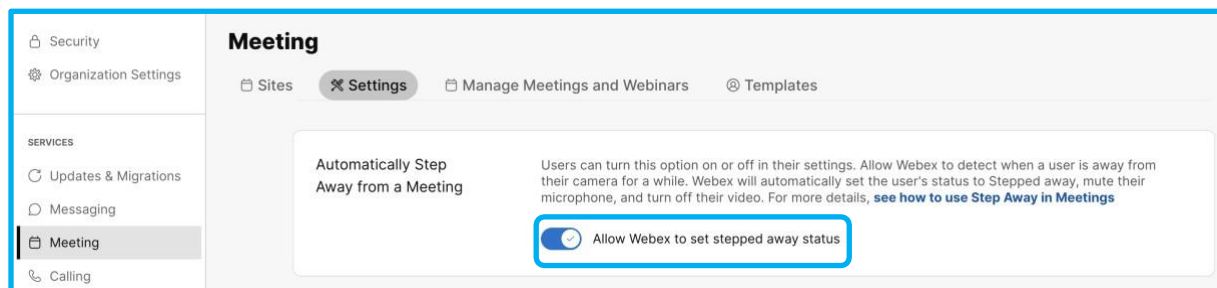 Security
Organization Settings
SERVICES
Updates & Migrations
Messaging
Meeting
Calling
Meeting
Sites
Settings
Manage Meetings and Webinars
Templates
Automatically Step
Away from a Meeting
Users can turn this option on or off in their settings. Allow Webex to detect when a user is away from
their camera for a while. Webex will automatically set the user's status to Stepped away, mute their
microphone, and turn off their video. For more details, see how to use Step Away in Meetings
Allow Webex to set stepped away status